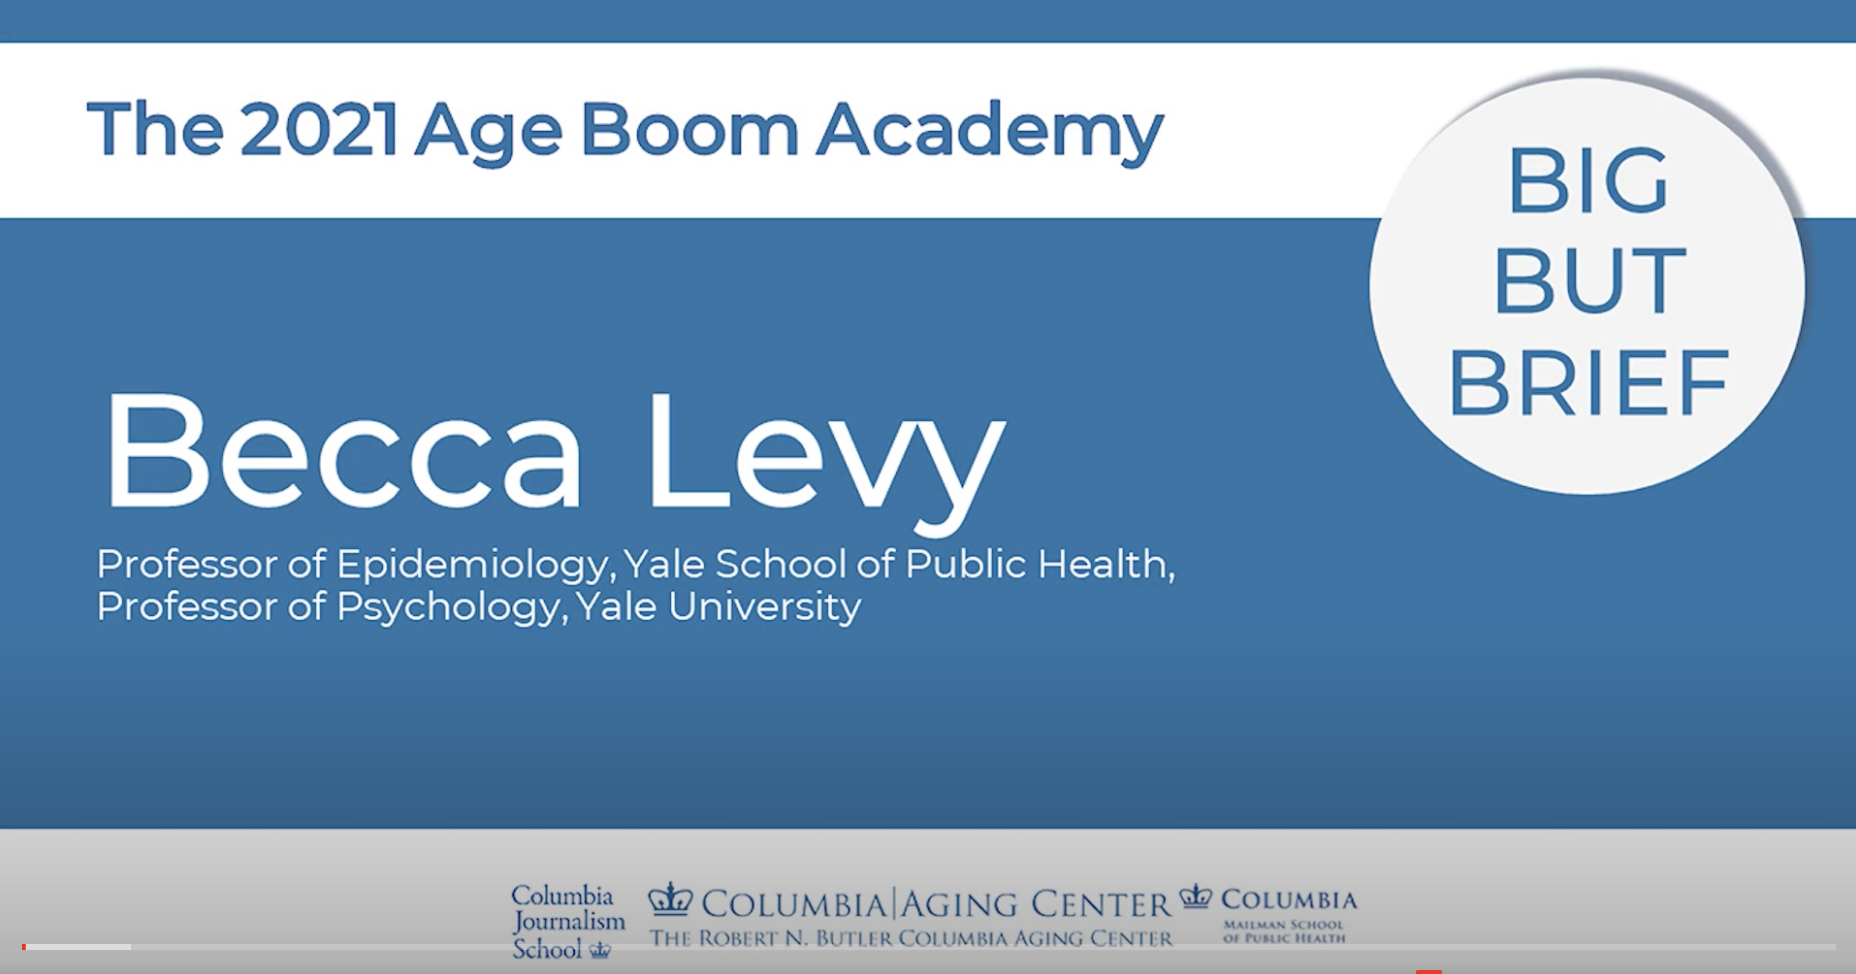 The 2021 Age Boom Academy
BIG
BUT
BRIEF
Becca Levy
Professor of Epidemiology, Yale School of Public Health,
Professor of Psychology, Yale University
Columbia
Journalism
School
COLUMBIA|AGING CENTER
THE ROBERT N. BUTLER COLUMBIA AGING CENTER
COLUMBIA
MAILMAN SCHOOL
OF PUBLIC HEALTH